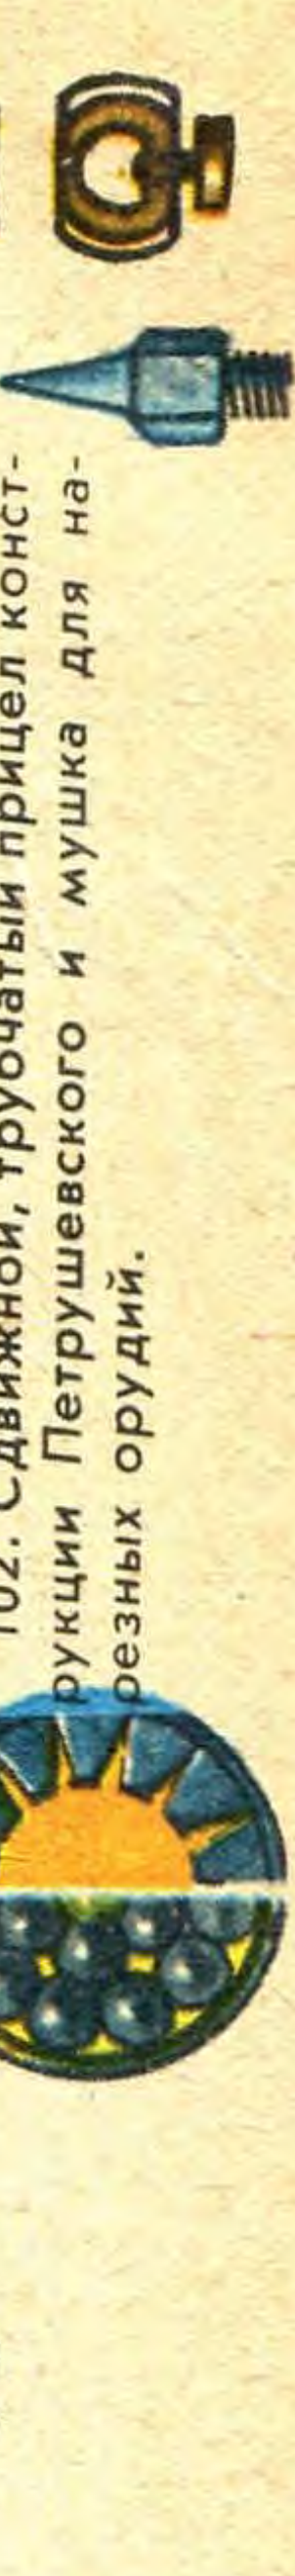 102. Сдвижной, трубчатый прицел конст-
рукции Петрушевского и мушка для на-
резных орудий.